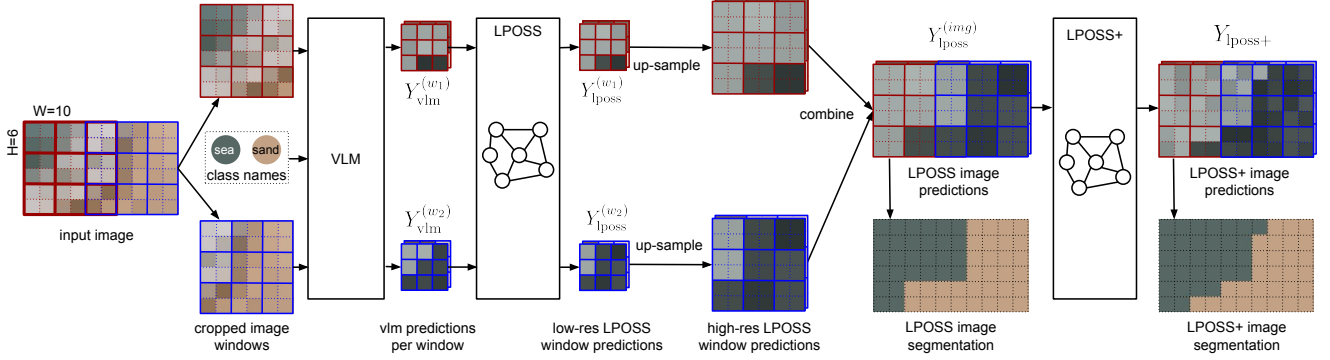 W=10
H=6
input image
sea
sand
class names
cropped image
windows
VLM
Y_vlm^(w_1)
Y_vlm^(w_2)
vlm predictions
per window
LPOSS
Y_lposs^(w_1)
Y_lposs^(w_2)
low-res LPOSS
window predictions
up-sample
up-sample
high-res LPOSS
window predictions
combine
Y_lposs^(img)
LPOSS image
predictions
LPOSS image
segmentation
LPOSS+
Y_lposs+
LPOSS+ image
predictions
LPOSS+ image
segmentation